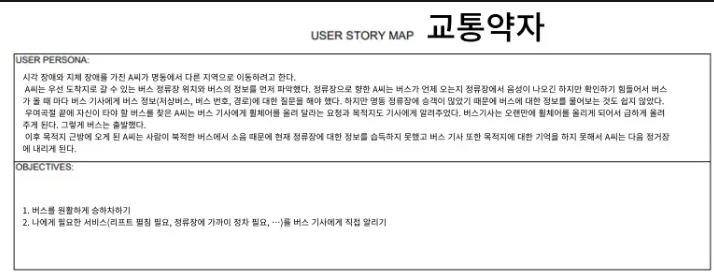 USER STORY MAP 교통약자
USER PERSONA:
시각 장애와 지체 장애를 가진 A씨가 명동에서 다른 지역으로 이동하려고 한다.
A씨는 우선 도착지로 갈 수 있는 버스 정류장 위치와 버스의 정보를 먼저 파악했다. 정류장으로 향한 A씨는 버스가 언제 오는지 정류장에서 음성이 나오긴 하지만 확인하기 힘들어서 버스
가 올 때 마다 버스 기사에게 버스 정보(저상버스, 버스 번호, 경로)에 대한 질문을 해야 했다. 하지만 명동 정류장에 승객이 많았기 때문에 버스에 대한 정보를 물어보는 것도 쉽지 않았다.
우여곡절 끝에 자신이 타야 할 버스를 찾은 A씨는 버스 기사에게 휠체어를 올려 달라는 요청과 목적지도 기사에게 알려주었다. 버스기사는 오랜만에 휠체어를 올리게 되어서 급하게 올려
주게 된다. 그렇게 버스는 출발했다.
이후 목적지 근방에 오게 된 A씨는 사람이 북적한 버스에서 소음 때문에 현재 정류장에 대한 정보를 습득하지 못했고 버스 기사 또한 목적지에 대한 기억을 하지 못해서 A씨는 다음 정거장
에 내리게 된다.
OBJECTIVES:
1. 버스를 원활하게 승하차하기
2. 나에게 필요한 서비스(리프트 펼침 필요, 정류장에 가까이 정차 필요, …)를 버스 기사에게 직접 알리기